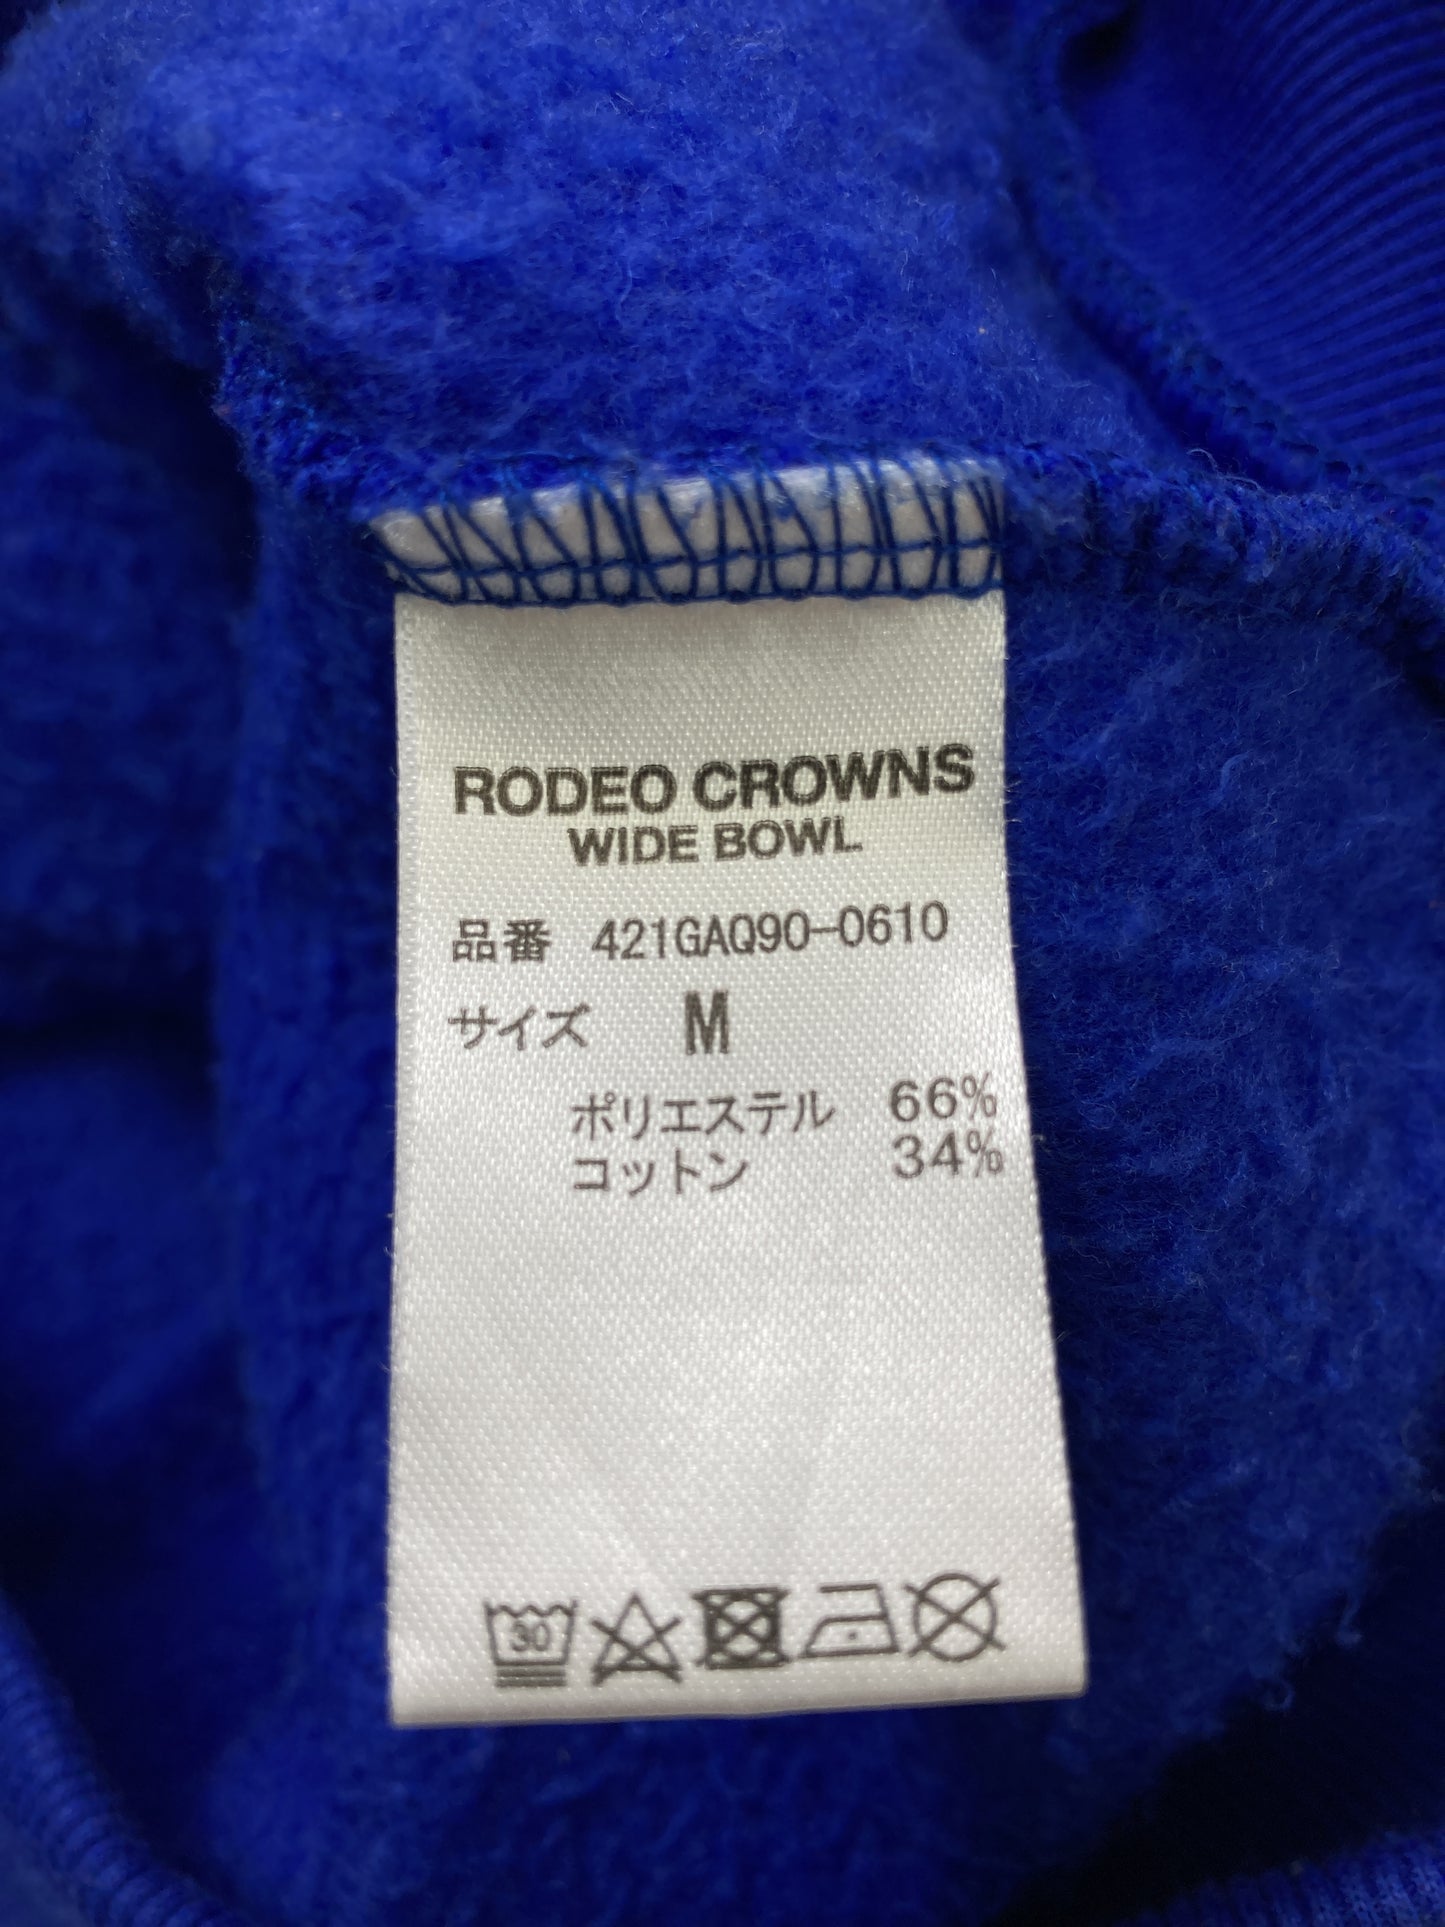 RODEO CROWNS
WIDE BOWL
品番 421GAQ90-0610
サイズ M
ポリエステル 66%
コットン 34%
30